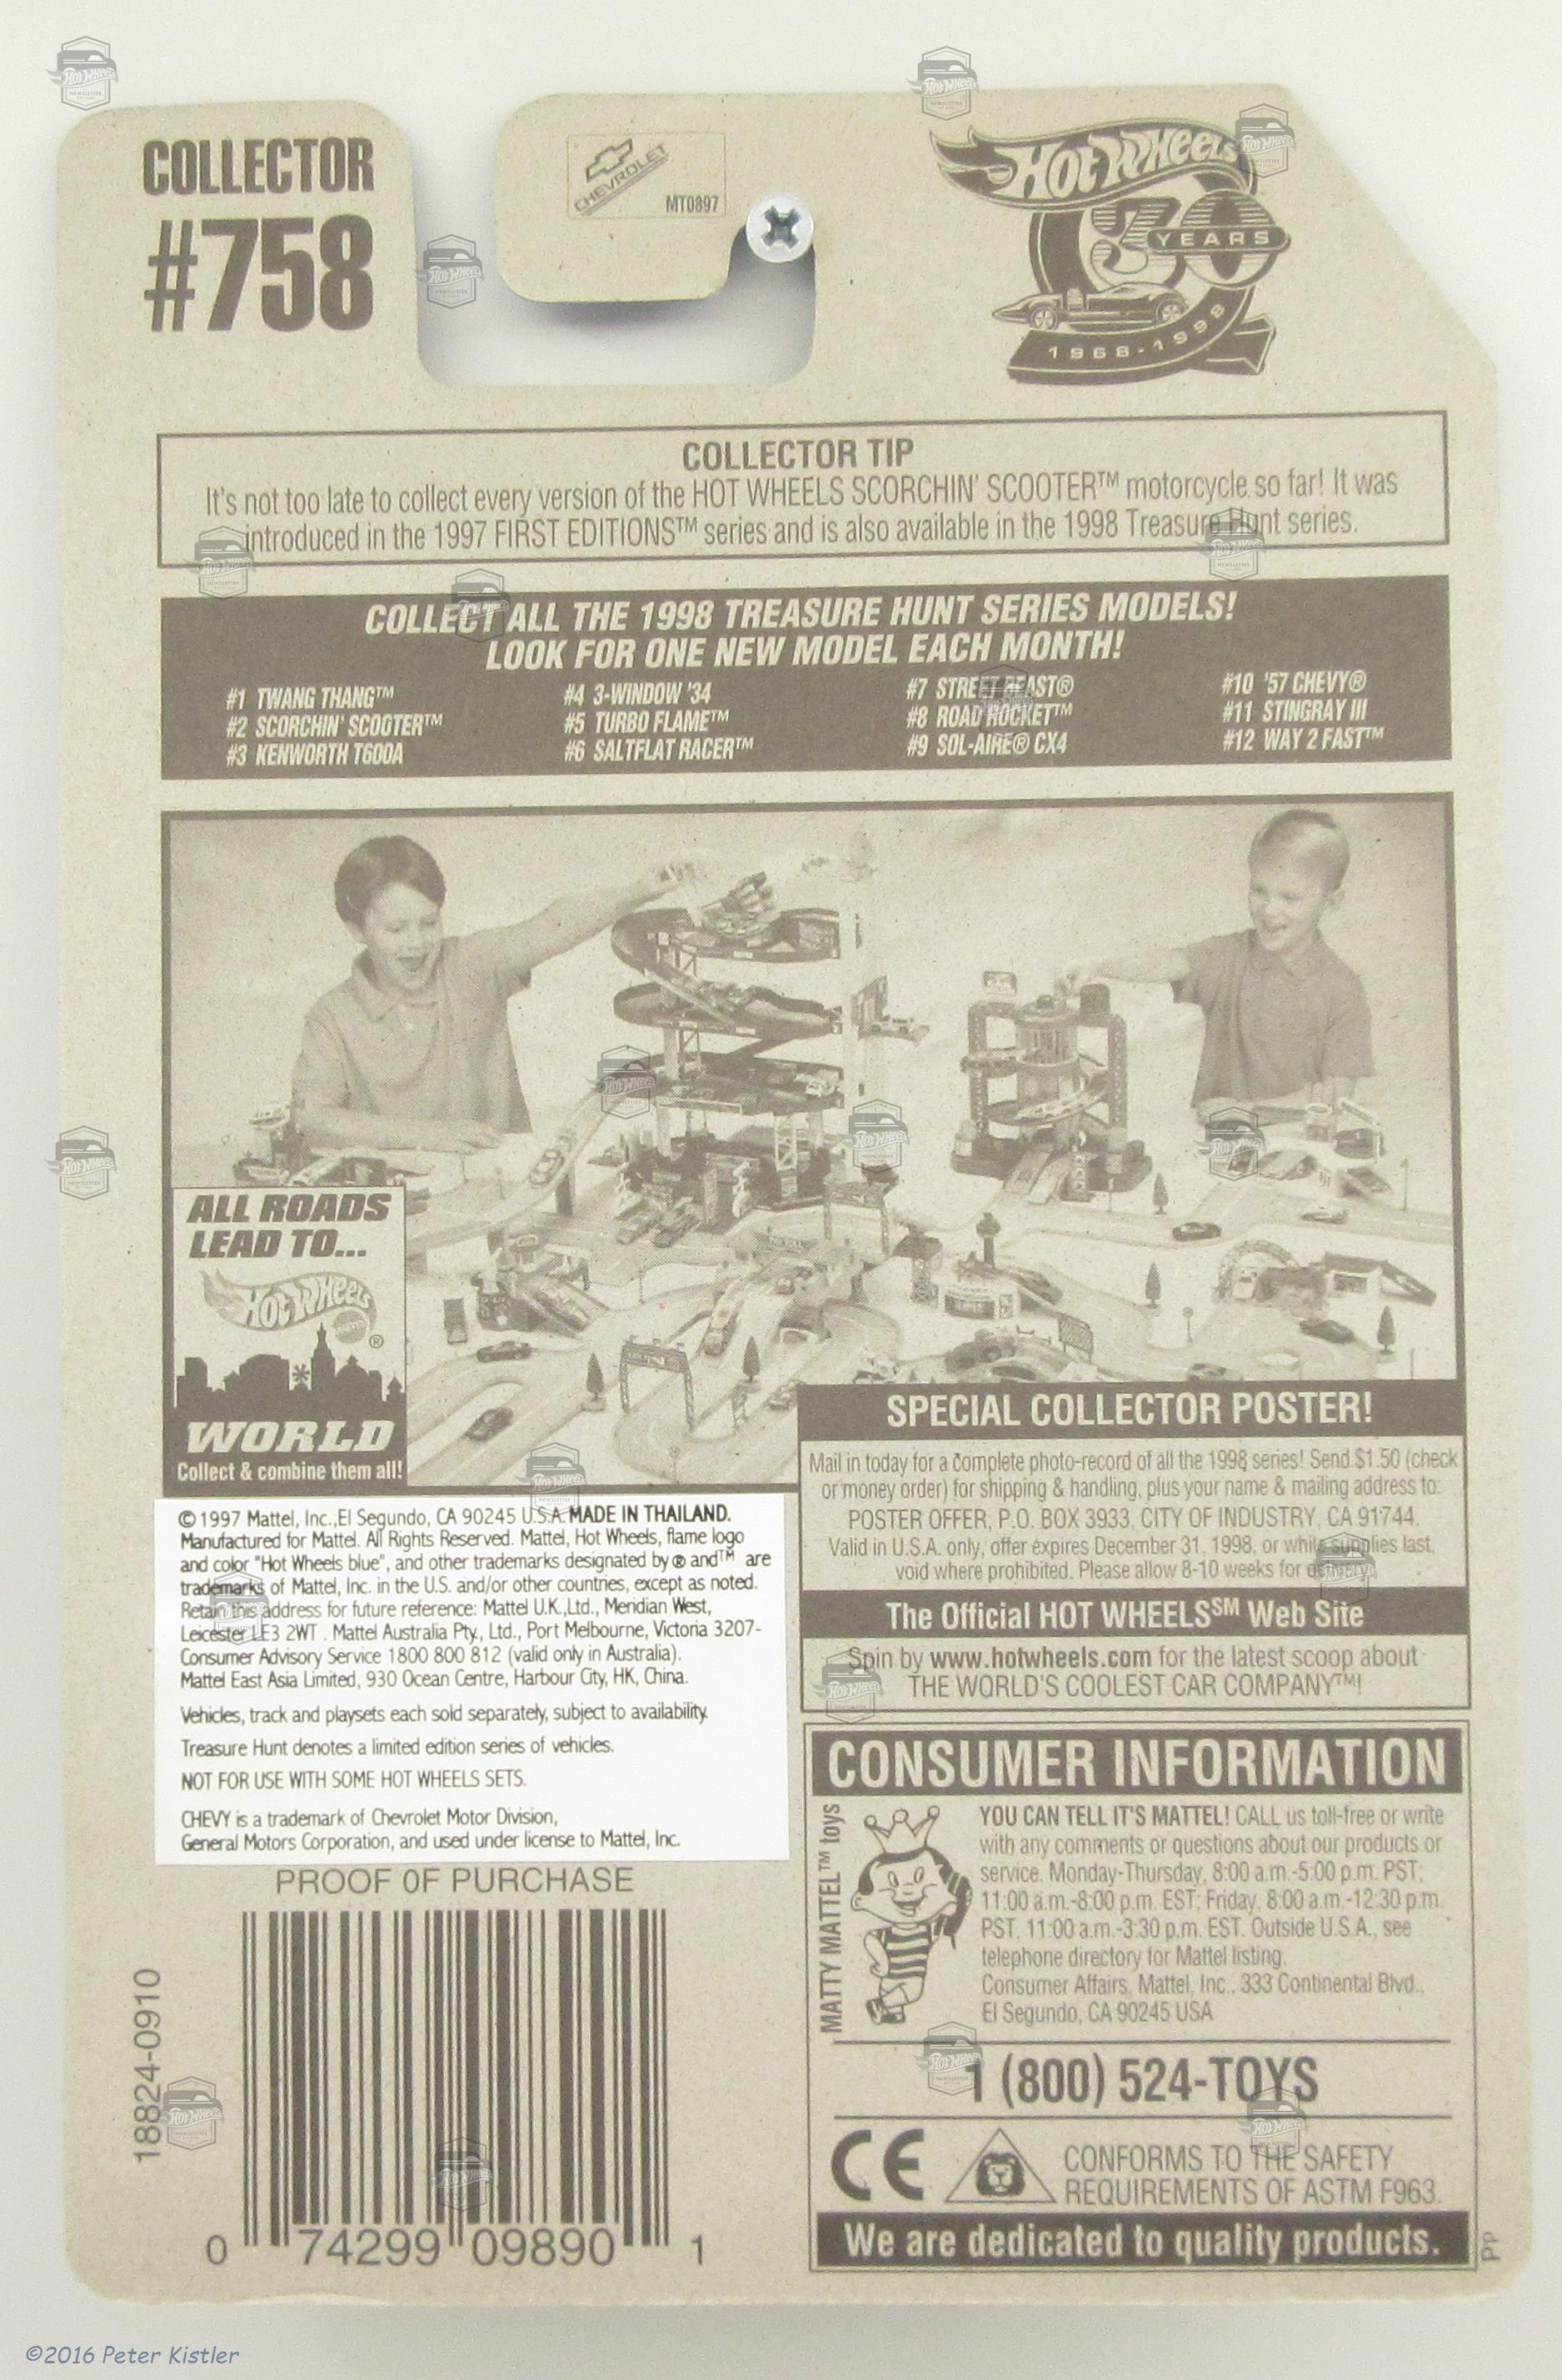 COLLECTOR
#758
CHEVROLET
MT0897
HOT WHEELS
30
YEARS
1968-1998
COLLECTOR TIP
It's not too late to collect every version of the HOT WHEELS SCORCHIN' SCOOTER™ motorcycle so far! It was
introduced in the 1997 FIRST EDITIONS™ series and is also available in the 1998 Treasure Hunt series.
COLLECT ALL THE 1998 TREASURE HUNT SERIES MODELS!
LOOK FOR ONE NEW MODEL EACH MONTH!
#1 TWANG THANG™
#2 SCORCHIN' SCOOTER™
#3 KENWORTH T600A
#4 3-WINDOW '34
#5 TURBO FLAME™
#6 SALTFLAT RACER™
#7 STREET BEAST®
#8 ROAD ROCKET™
#9 SOL-AIRE® CX4
#10 '57 CHEVY®
#11 STINGRAY III
#12 WAY 2 FAST™
ALL ROADS
LEAD TO...
HOT WHEELS
®
WORLD
Collect & combine them all!
SPECIAL COLLECTOR POSTER!
Mail in today for a complete photo-record of all the 1998 series! Send $1.50 (check
or money order) for shipping & handling, plus your name & mailing address to:
POSTER OFFER, P.O. BOX 3933, CITY OF INDUSTRY, CA 91744.
Valid in U.S.A. only, offer expires December 31, 1998, or while supplies last,
void where prohibited. Please allow 8-10 weeks for delivery.
The Official HOT WHEELS℠ Web Site
Spin by www.hotwheels.com for the latest scoop about
THE WORLD'S COOLEST CAR COMPANY™!
© 1997 Mattel, Inc.,El Segundo, CA 90245 U.S.A. MADE IN THAILAND.
Manufactured for Mattel. All Rights Reserved. Mattel, Hot Wheels, flame logo
and color "Hot Wheels blue", and other trademarks designated by ® and ™ are
trademarks of Mattel, Inc. in the U.S. and/or other countries, except as noted.
Retain this address for future reference: Mattel U.K.,Ltd., Meridian West,
Leicester LE3 2WT . Mattel Australia Pty., Ltd., Port Melbourne, Victoria 3207-
Consumer Advisory Service 1800 800 812 (valid only in Australia).
Mattel East Asia Limited, 930 Ocean Centre, Harbour City, HK, China.
Vehicles, track and playsets each sold separately, subject to availability.
Treasure Hunt denotes a limited edition series of vehicles.
NOT FOR USE WITH SOME HOT WHEELS SETS.
CHEVY is a trademark of Chevrolet Motor Division,
General Motors Corporation, and used under license to Mattel, Inc.
PROOF OF PURCHASE
18824-0910
0 74299 09890 1
CONSUMER INFORMATION
MATTY MATTEL™ toys
YOU CAN TELL IT'S MATTEL! CALL us toll-free or write
with any comments or questions about our products or
service. Monday-Thursday, 8:00 a.m.-5:00 p.m. PST;
11:00 a.m.-8:00 p.m. EST; Friday, 8:00 a.m.-12:30 p.m.
PST, 11:00 a.m.-3:30 p.m. EST. Outside U.S.A., see
telephone directory for Mattel listing.
Consumer Affairs, Mattel, Inc., 333 Continental Blvd.,
El Segundo, CA 90245 USA
1 (800) 524-TOYS
CE
CONFORMS TO THE SAFETY
REQUIREMENTS OF ASTM F963.
We are dedicated to quality products.
PP
©2016 Peter Kistler